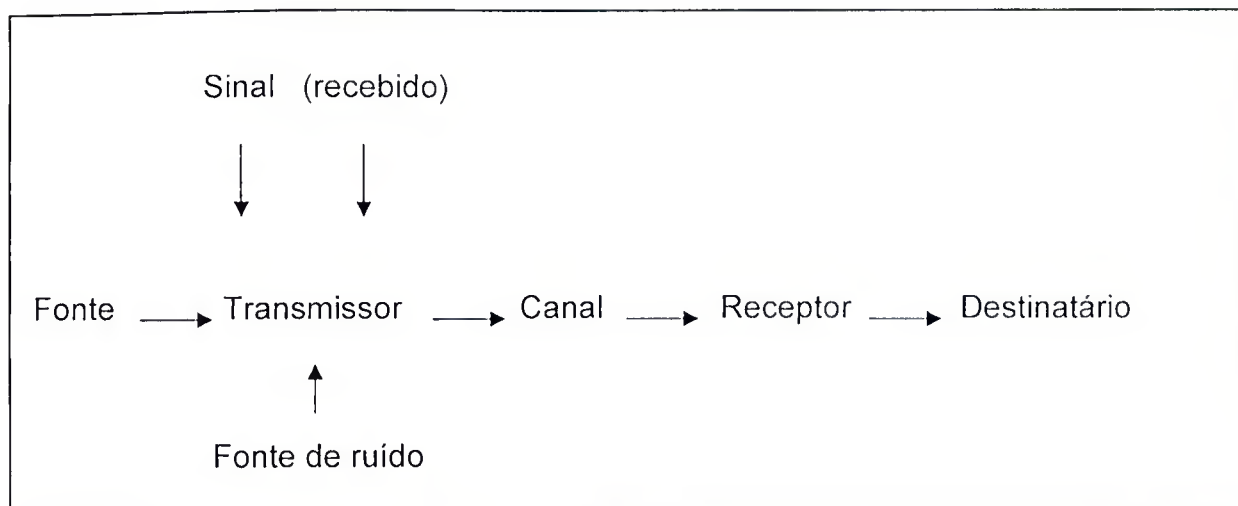 Sinal (recebido)
Fonte Transmissor Canal Receptor Destinatário
Fonte de ruído